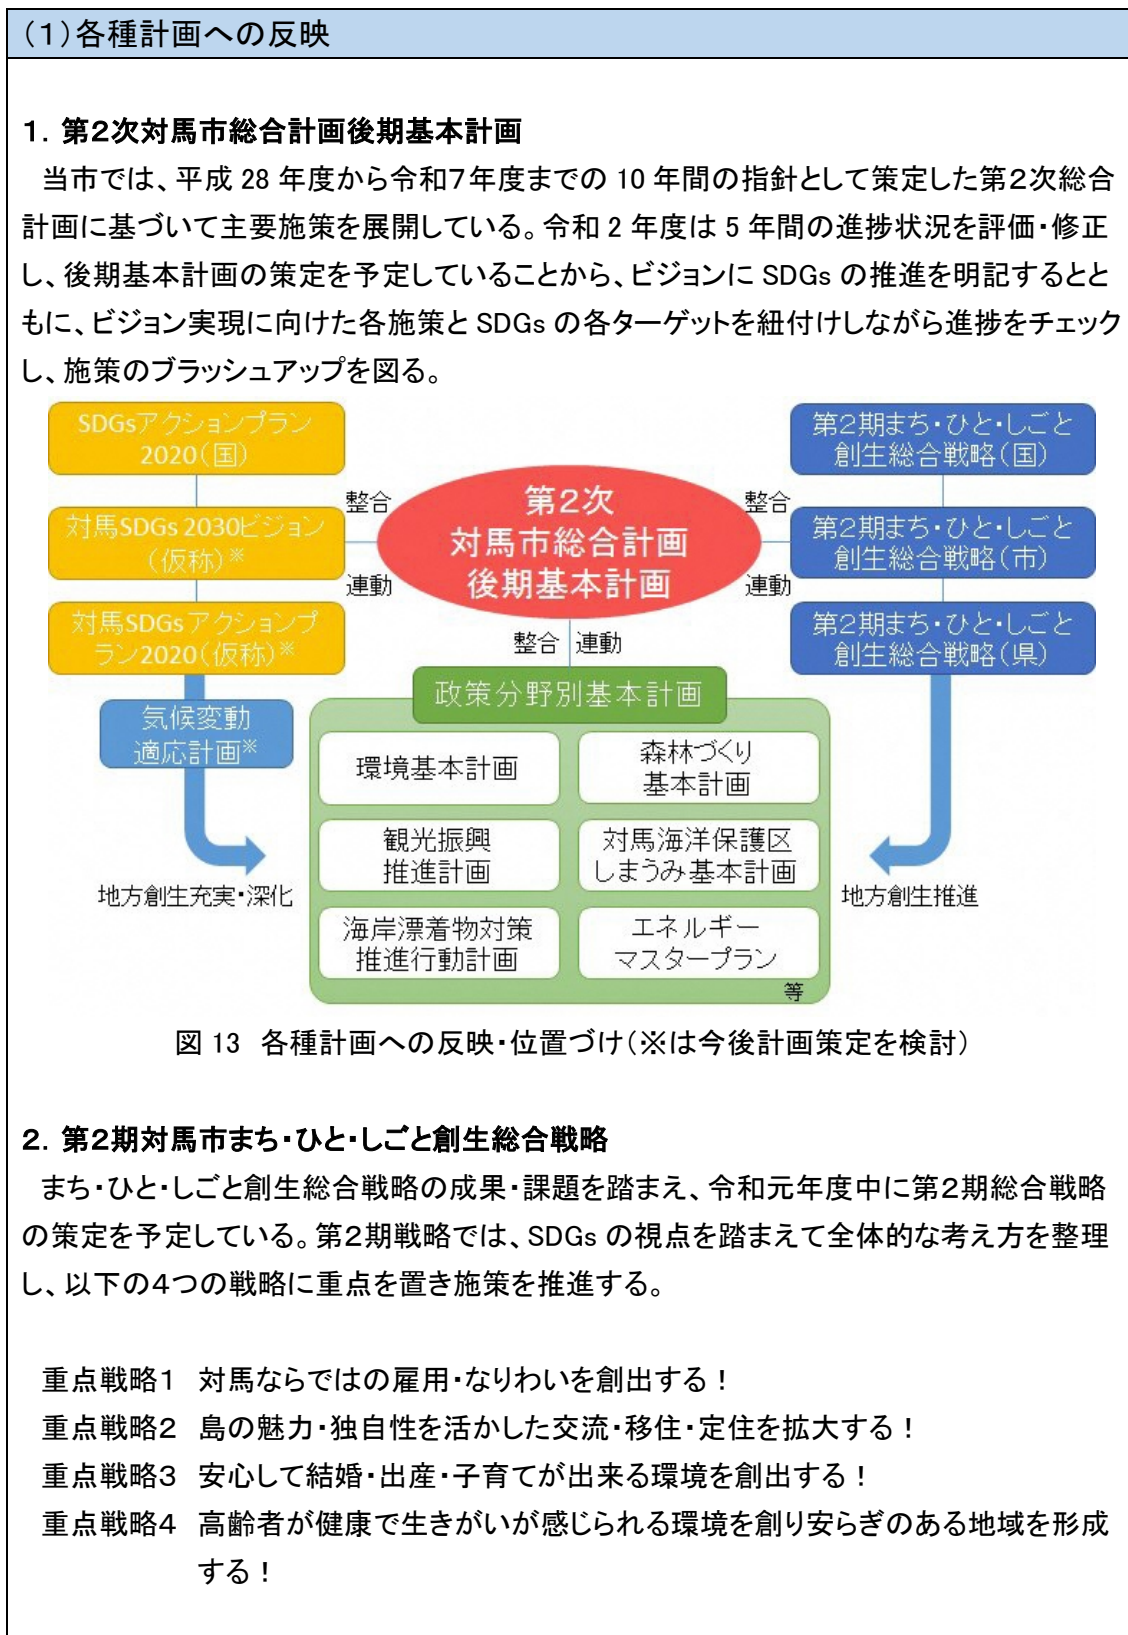 (1)各種計画への反映
1．第2次対馬市総合計画後期基本計画
当市では、平成 28 年度から令和7年度までの 10 年間の指針として策定した第2次総合
計画に基づいて主要施策を展開している。令和 2 年度は 5 年間の進捗状況を評価・修正
し、後期基本計画の策定を予定していることから、ビジョンに SDGs の推進を明記するとと
もに、ビジョン実現に向けた各施策と SDGs の各ターゲットを紐付けしながら進捗をチェック
し、施策のブラッシュアップを図る。
SDGsアクションプラン
2020(国)
対馬SDGs 2030ビジョン
(仮称)※
対馬SDGsアクションプ
ラン2020(仮称)※
気候変動
適応計画※
地方創生充実・深化
整合
連動
第2次
対馬市総合計画
後期基本計画
整合
連動
第2期まち・ひと・しごと
創生総合戦略(国)
第2期まち・ひと・しごと
創生総合戦略(市)
第2期まち・ひと・しごと
創生総合戦略(県)
地方創生推進
整合 連動
政策分野別基本計画
環境基本計画
森林づくり
基本計画
観光振興
推進計画
対馬海洋保護区
しまうみ基本計画
海岸漂着物対策
推進行動計画
エネルギー
マスタープラン
等
図 13 各種計画への反映・位置づけ(※は今後計画策定を検討)
2．第2期対馬市まち・ひと・しごと創生総合戦略
まち・ひと・しごと創生総合戦略の成果・課題を踏まえ、令和元年度中に第2期総合戦略
の策定を予定している。第2期戦略では、SDGs の視点を踏まえて全体的な考え方を整理
し、以下の4つの戦略に重点を置き施策を推進する。
重点戦略1 対馬ならではの雇用・なりわいを創出する！
重点戦略2 島の魅力・独自性を活かした交流・移住・定住を拡大する！
重点戦略3 安心して結婚・出産・子育てが出来る環境を創出する！
重点戦略4 高齢者が健康で生きがいが感じられる環境を創り安らぎのある地域を形成
する！